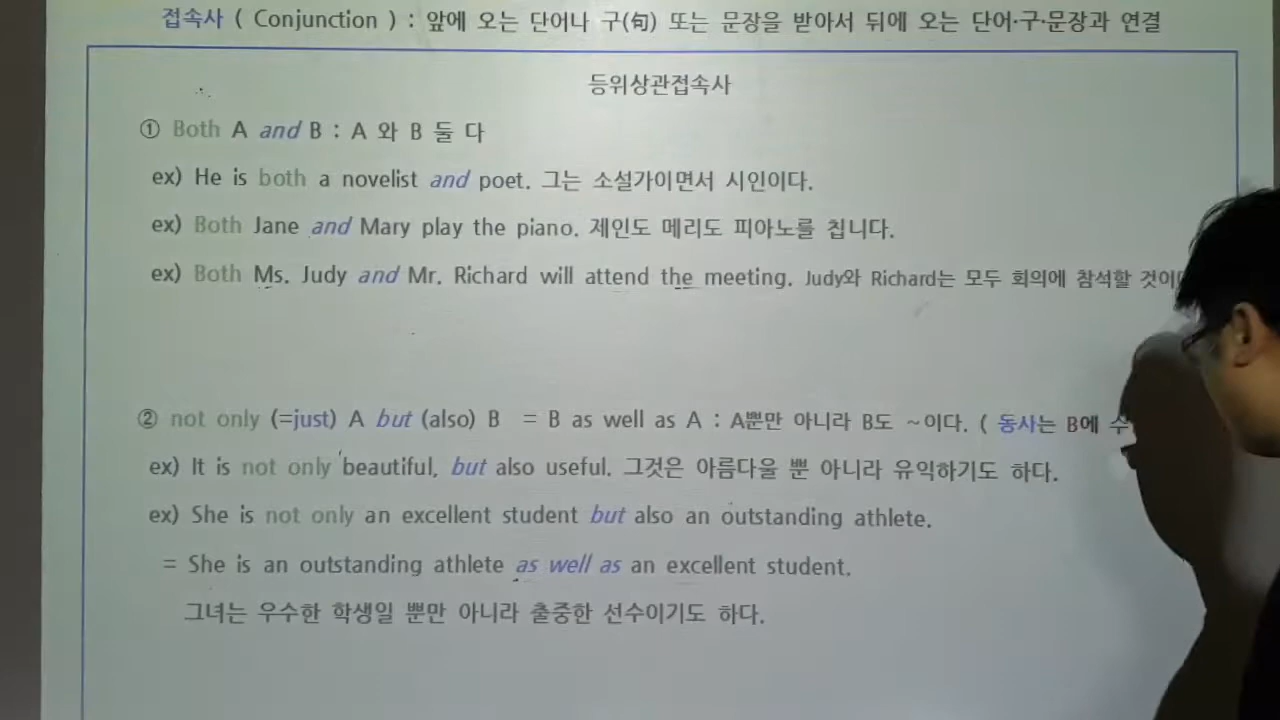 접속사 ( Conjunction ) : 앞에 오는 단어나 구(句) 또는 문장을 받아서 뒤에 오는 단어·구·문장과 연결
등위상관접속사
① Both A and B : A 와 B 둘 다
ex) He is both a novelist and poet. 그는 소설가이면서 시인이다.
ex) Both Jane and Mary play the piano. 제인도 메리도 피아노를 칩니다.
ex) Both Ms. Judy and Mr. Richard will attend the meeting. Judy와 Richard는 모두 회의에 참석할
② not only (=just) A but (also) B = B as well as A : A뿐만 아니라 B도 ~이다. ( 동사는 B에
ex) It is not only beautiful, but also useful. 그것은 아름다울 뿐 아니라 유익하기도 하다.
ex) She is not only an excellent student but also an outstanding athlete.
= She is an outstanding athlete as well as an excellent student.
그녀는 우수한 학생일 뿐만 아니라 출중한 선수이기도 하다.